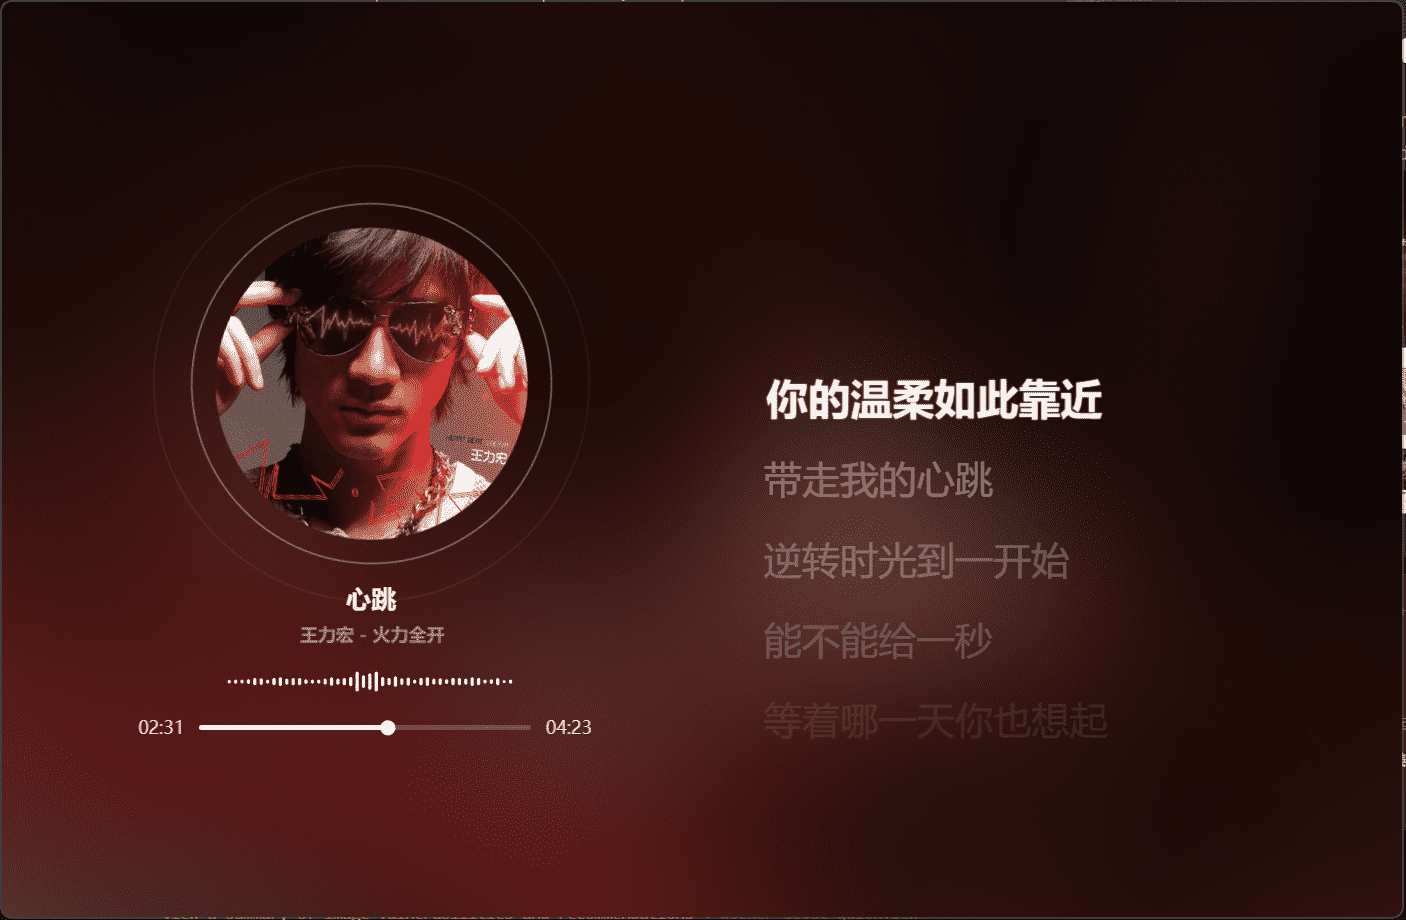 王力宏
心跳
王力宏 - 火力全开
02:31
04:23
你的温柔如此靠近
带走我的心跳
逆转时光到一开始
能不能给一秒
等着哪一天你也想起